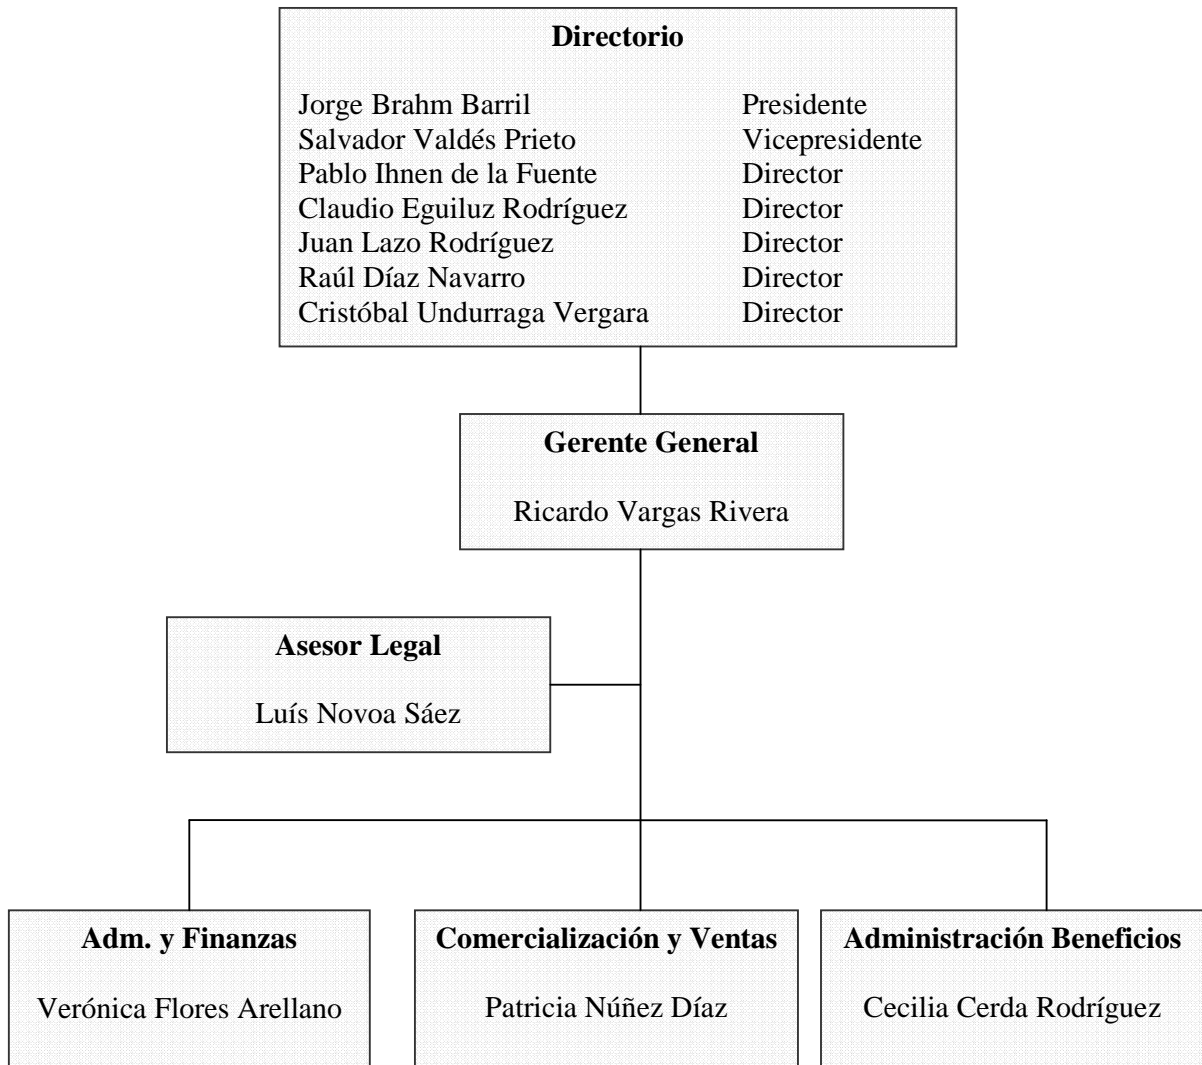 Directorio
Jorge Brahm Barril Presidente
Salvador Valdés Prieto Vicepresidente
Pablo Ihnen de la Fuente Director
Claudio Eguiluz Rodríguez Director
Juan Lazo Rodríguez Director
Raúl Díaz Navarro Director
Cristóbal Undurraga Vergara Director
Gerente General
Ricardo Vargas Rivera
Asesor Legal
Luís Novoa Sáez
Adm. y Finanzas
Verónica Flores Arellano
Comercialización y Ventas
Patricia Núñez Díaz
Administración Beneficios
Cecilia Cerda Rodríguez